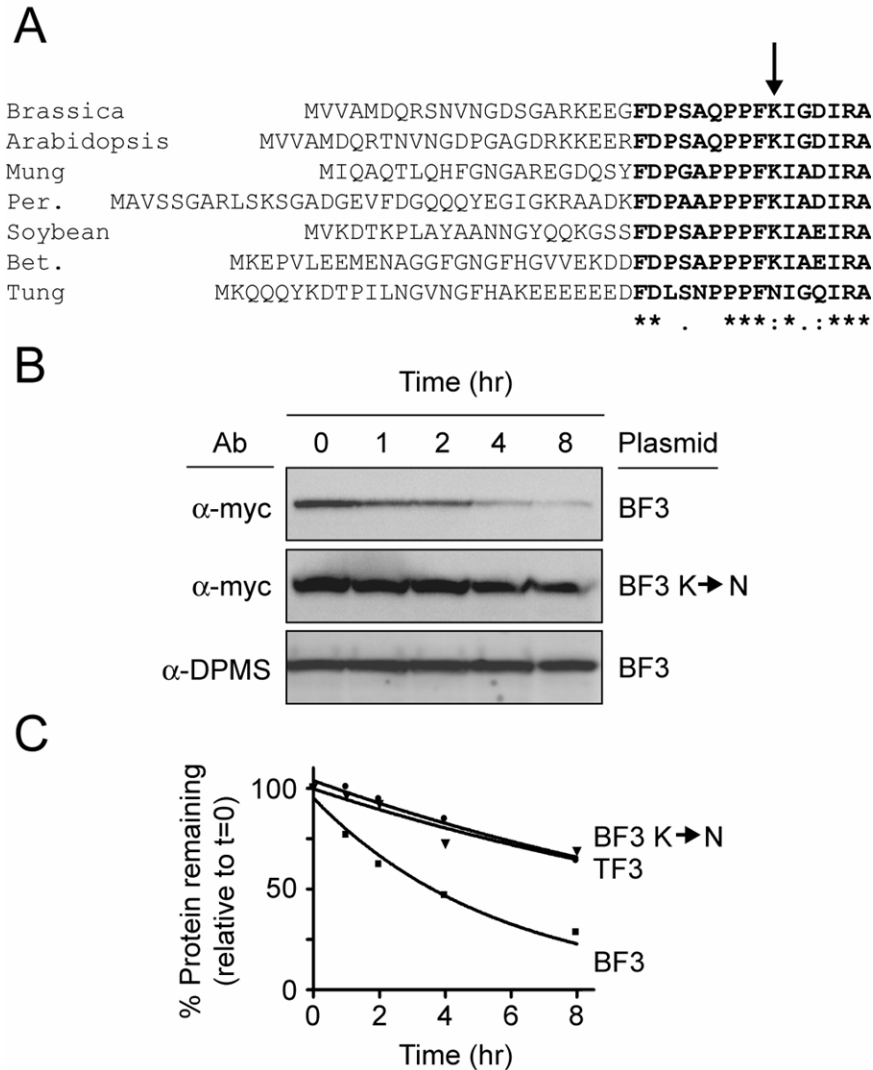 A
Brassica MVVAMDQRSNVNGDSGARKEEGFDPSAQPPFKIGDIRA
Arabidopsis MVVAMDQRTNVNGDPGAGDRKKEERFDPSAQPPFKIGDIRA
Mung MIQAQTLQHFGNGAREGDQSYFDPGAPPPFKIADIRA
Per. MAVSSGARLSKSGADGEVFDGQQQYEGIGKRAADKFDPAAPPPFKIADIRA
Soybean MVKDTKPLAYAANNGYQQKGSSFDPSAPPPFKIAEIRA
Bet. MKEPVLEEMENAGGFGNGFHGVVEKDDFDPSAPPPFKIAEIRA
Tung MKQQQYKDTPILNGVNGFHAKEEEEEEDFDLSNPPPFNIGQIRA
** . ***:*.:***
B
Time (hr)
Ab 0 1 2 4 8 Plasmid
α-myc BF3
α-myc BF3 K→N
α-DPMS BF3
C
% Protein remaining
(relative to t=0)
100
50
0
BF3 K→N
TF3
BF3
0 2 4 6 8
Time (hr)